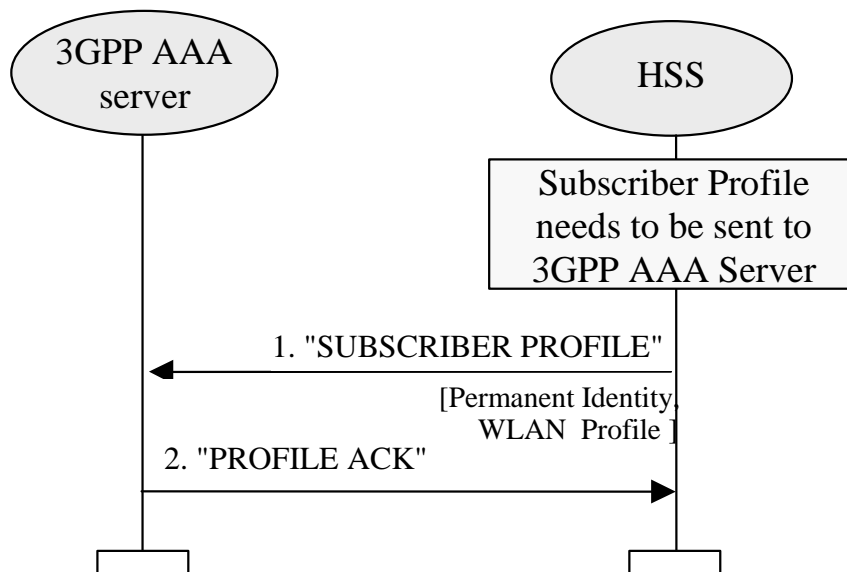 3GPP AAA
server
HSS
Subscriber Profile
needs to be sent to
3GPP AAA Server
1. "SUBSCRIBER PROFILE"
[Permanent Identity,
WLAN Profile ]
2. "PROFILE ACK"